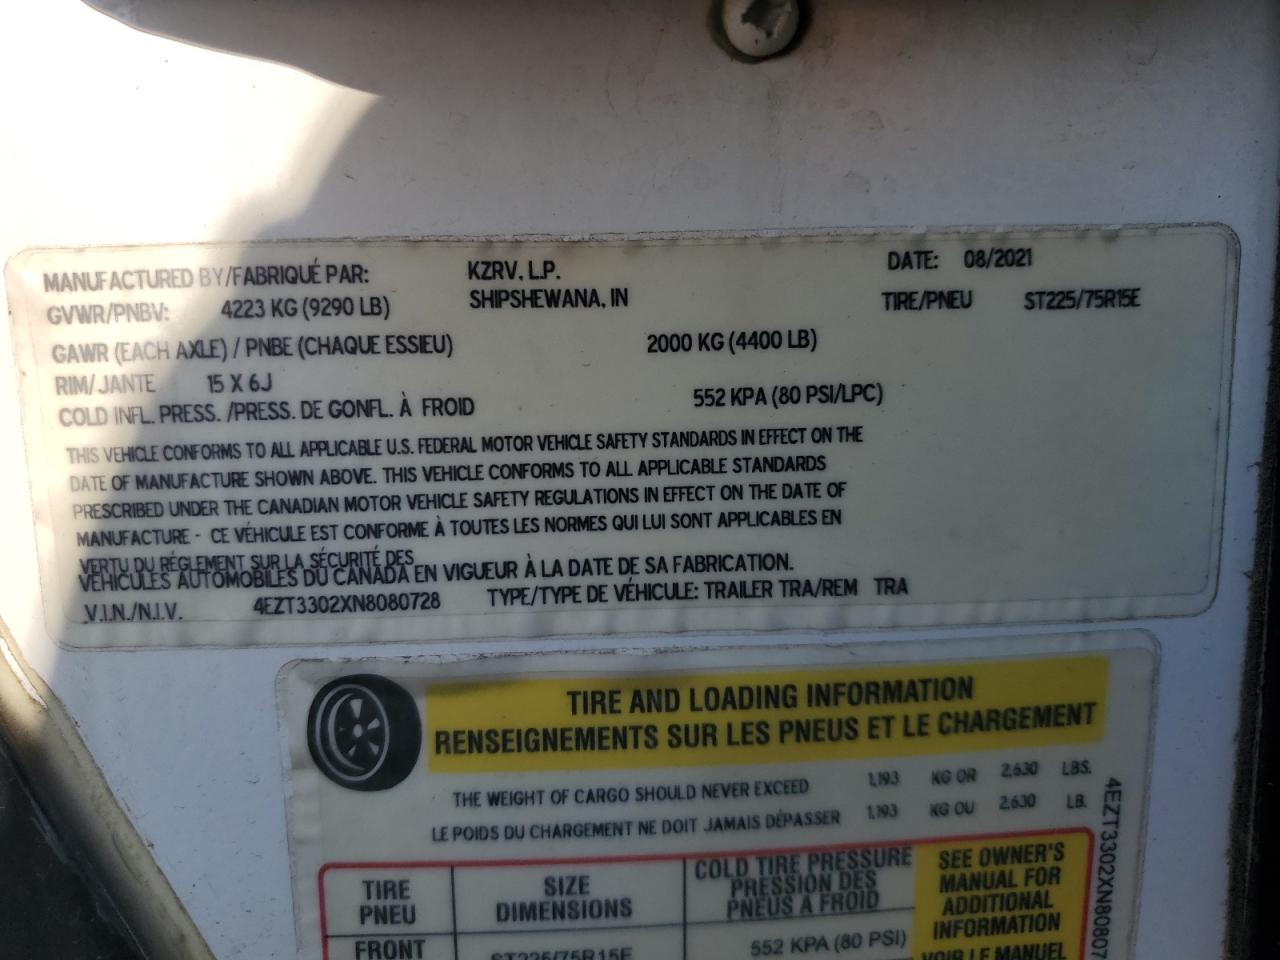 MANUFACTURED BY/FABRIQUÉ PAR: KZRV, L.P. DATE: 08/2021
GVWR/PNBV: 4223 KG (9290 LB) SHIPSHEWANA, IN TIRE/PNEU ST225/75R15E
GAWR (EACH AXLE) / PNBE (CHAQUE ESSIEU) 2000 KG (4400 LB)
RIM/JANTE 15 X 6J
COLD INFL. PRESS. /PRESS. DE GONFL. À FROID 552 KPA (80 PSI/LPC)
THIS VEHICLE CONFORMS TO ALL APPLICABLE U.S. FEDERAL MOTOR VEHICLE SAFETY STANDARDS IN EFFECT ON THE
DATE OF MANUFACTURE SHOWN ABOVE. THIS VEHICLE CONFORMS TO ALL APPLICABLE STANDARDS
PRESCRIBED UNDER THE CANADIAN MOTOR VEHICLE SAFETY REGULATIONS IN EFFECT ON THE DATE OF
MANUFACTURE - CE VÉHICULE EST CONFORME À TOUTES LES NORMES QUI LUI SONT APPLICABLES EN
VERTU DU RÉGLEMENT SUR LA SÉCURITÉ DES
VÉHICULES AUTOMOBILES DU CANADA EN VIGUEUR À LA DATE DE SA FABRICATION.
V.I.N./N.I.V. 4EZT3302XN8080728 TYPE/TYPE DE VÉHICULE: TRAILER TRA/REM TRA
TIRE AND LOADING INFORMATION
RENSEIGNEMENTS SUR LES PNEUS ET LE CHARGEMENT
THE WEIGHT OF CARGO SHOULD NEVER EXCEED 1,193 KG OR 2,630 LBS.
LE POIDS DU CHARGEMENT NE DOIT JAMAIS DÉPASSER 1,193 KG OU 2,630 LB.
TIRE
PNEU
SIZE
DIMENSIONS
COLD TIRE PRESSURE
PRESSION DES
PNEUS A FROID
SEE OWNER'S
MANUAL FOR
ADDITIONAL
INFORMATION
VOIR LE MANUEL
FRONT ST225/75R15E 552 KPA (80 PSI)
4EZT3302XN80807